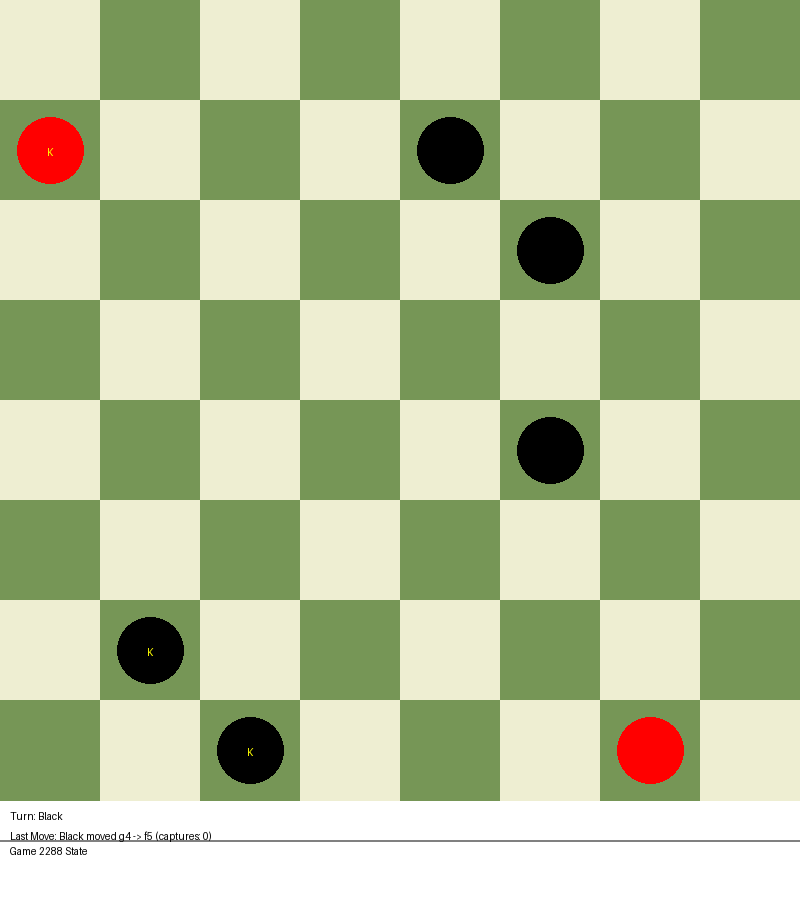 K
K
K
Turn: Black
Last Move: Black moved g4 -> f5 (captures: 0)
Game 2288 State